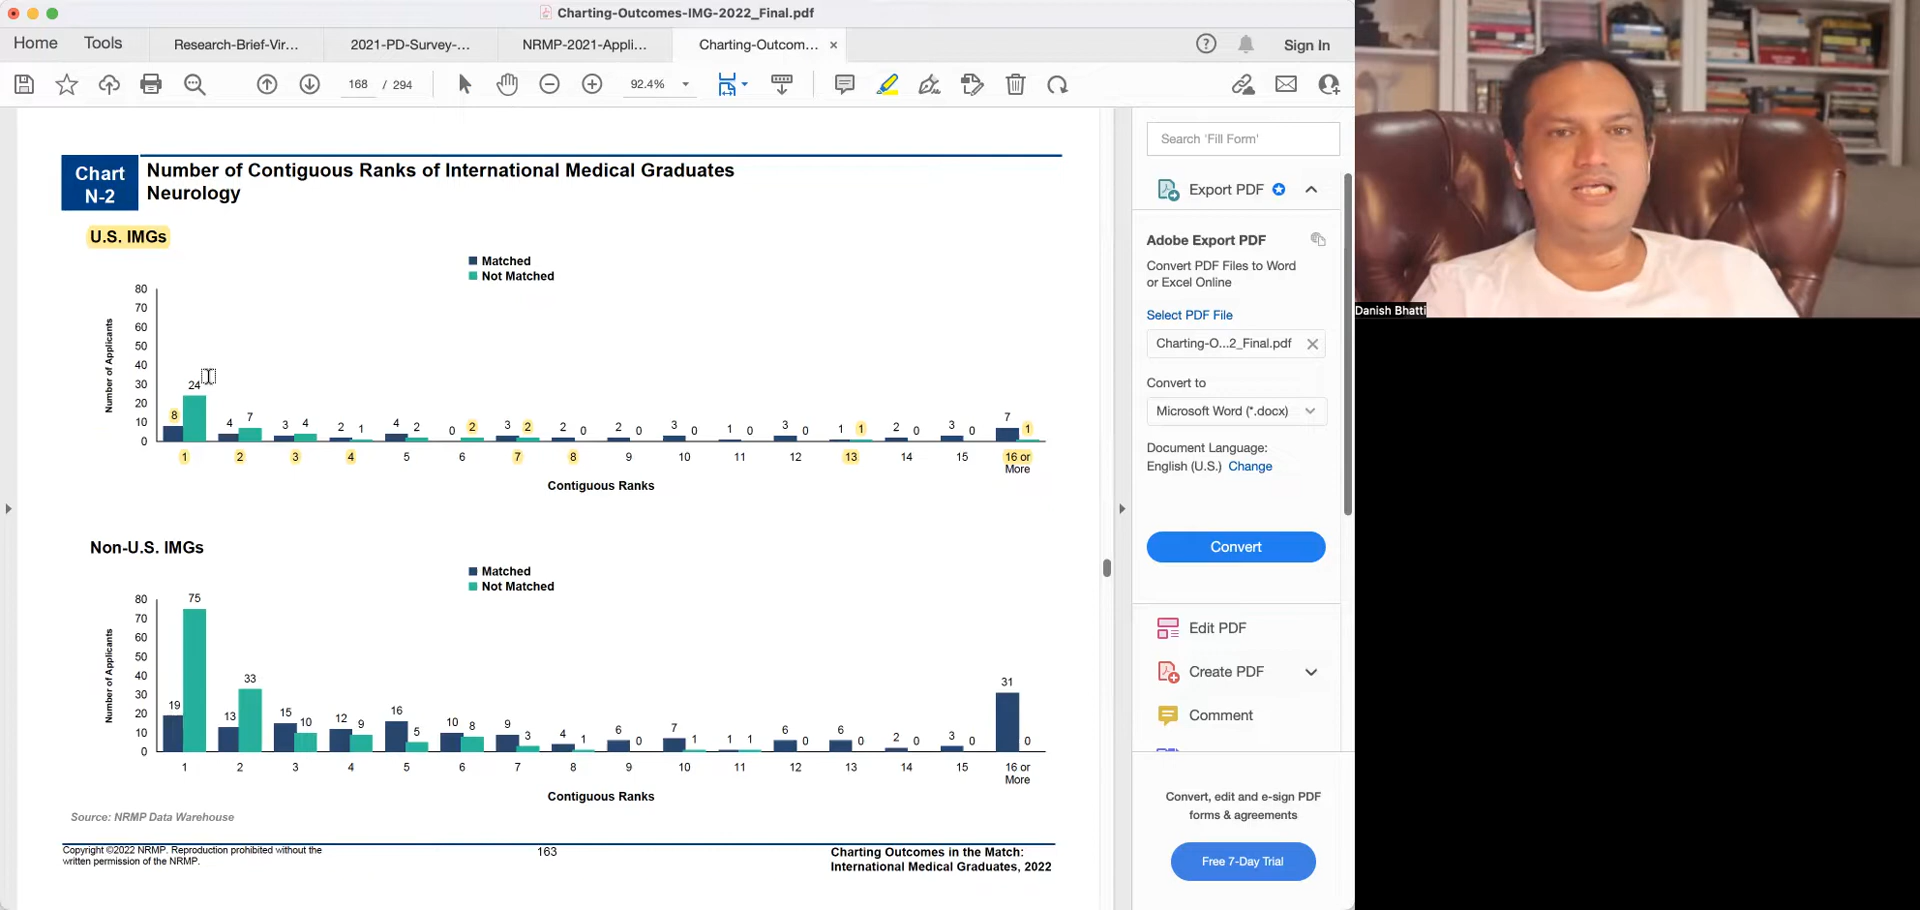 Charting-Outcomes-IMG-2022_Final.pdf
Home Tools Research-Brief-Vir... 2021-PD-Survey-... NRMP-2021-Appli... Charting-Outcom... × Sign In
168 / 294 92.4%
Chart
N-2
Number of Contiguous Ranks of International Medical Graduates
Neurology
U.S. IMGs
Matched
Not Matched
Number of Applicants
80
70
60
50
40
30
20
10
0
8 24 4 7 3 4 2 1 4 2 0 2 3 2 2 0 2 0 3 0 1 0 3 0 1 1 2 0 3 0 7 1
1 2 3 4 5 6 7 8 9 10 11 12 13 14 15 16 or
More
Contiguous Ranks
Non-U.S. IMGs
Matched
Not Matched
Number of Applicants
80
70
60
50
40
30
20
10
0
19 75 13 33 15 10 12 9 16 5 10 8 9 3 4 1 6 0 7 1 1 1 6 0 6 0 2 0 3 0 31 0
1 2 3 4 5 6 7 8 9 10 11 12 13 14 15 16 or
More
Contiguous Ranks
Source: NRMP Data Warehouse
Copyright ©2022 NRMP. Reproduction prohibited without the
written permission of the NRMP.
163
Charting Outcomes in the Match:
International Medical Graduates, 2022
Search 'Fill Form'
Export PDF
Adobe Export PDF
Convert PDF Files to Word
or Excel Online
Select PDF File
Charting-O...2_Final.pdf
Convert to
Microsoft Word (*.docx)
Document Language:
English (U.S.) Change
Convert
Edit PDF
Create PDF
Comment
Convert, edit and e-sign PDF
forms & agreements
Free 7-Day Trial
Danish Bhatti